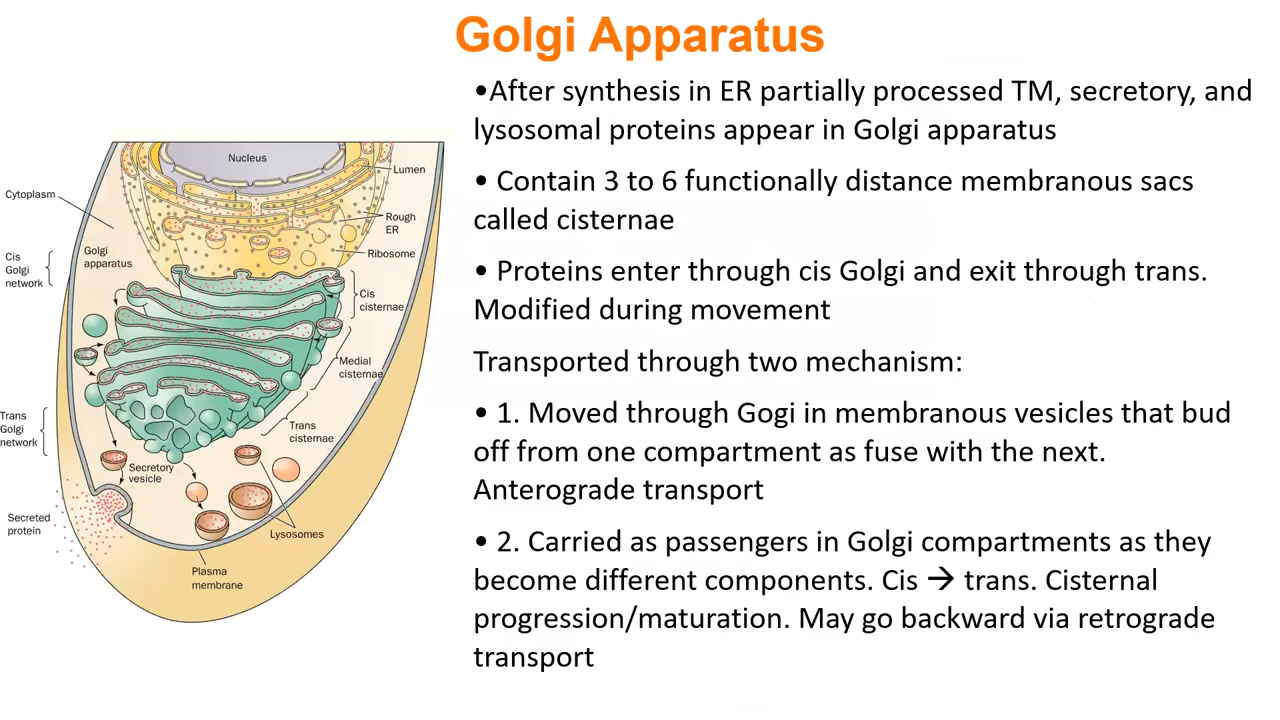 Golgi Apparatus
•After synthesis in ER partially processed TM, secretory, and
lysosomal proteins appear in Golgi apparatus
• Contain 3 to 6 functionally distance membranous sacs
called cisternae
• Proteins enter through cis Golgi and exit through trans.
Modified during movement
Transported through two mechanism:
• 1. Moved through Gogi in membranous vesicles that bud
off from one compartment as fuse with the next.
Anterograde transport
• 2. Carried as passengers in Golgi compartments as they
become different components. Cis → trans. Cisternal
progression/maturation. May go backward via retrograde
transport
Nucleus
Lumen
Cytoplasm
Rough
ER
Ribosome
Golgi
apparatus
Cis
Golgi
network
Cis
cisternae
Medial
cisternae
Trans
Golgi
network
Trans
cisternae
Secretory
vesicle
Secreted
protein
Lysosomes
Plasma
membrane